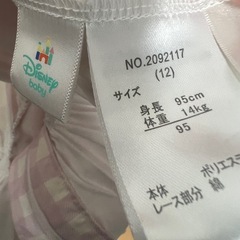 Disney
baby
NO.2092117
(12)
サイズ
身長 95cm
体重 14kg
95
本体 ポリエステ
レース部分 綿